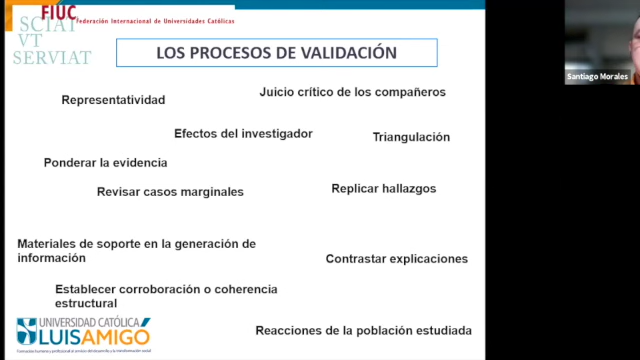 FIUC Federación Internacional de Universidades Católicas
SCIAT
VT
SERVIAT
LOS PROCESOS DE VALIDACIÓN
Santiago Morales
Juicio crítico de los compañeros
Representatividad
Efectos del investigador
Triangulación
Ponderar la evidencia
Revisar casos marginales
Replicar hallazgos
Materiales de soporte en la generación de
información
Contrastar explicaciones
Establecer corroboración o coherencia
estructural
UNIVERSIDAD CATÓLICA
LUIS AMIGÓ
Reacciones de la población estudiada